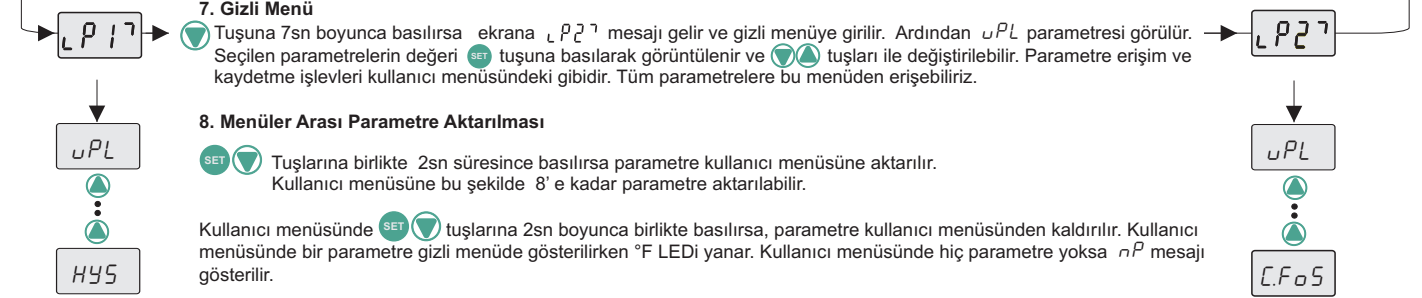 7. Gizli Menü
Tuşuna 7sn boyunca basılırsa ekrana ⌞P2⌝ mesajı gelir ve gizli menüye girilir. Ardından uPL parametresi görülür.
Seçilen parametrelerin değeri SET tuşuna basılarak görüntülenir ve tuşları ile değiştirilebilir. Parametre erişim ve
kaydetme işlevleri kullanıcı menüsündeki gibidir. Tüm parametrelere bu menüden erişebiliriz.
8. Menüler Arası Parametre Aktarılması
SET Tuşlarına birlikte 2sn süresince basılırsa parametre kullanıcı menüsüne aktarılır.
Kullanıcı menüsüne bu şekilde 8' e kadar parametre aktarılabilir.
Kullanıcı menüsünde SET tuşlarına 2sn boyunca birlikte basılırsa, parametre kullanıcı menüsünden kaldırılır. Kullanıcı
menüsünde bir parametre gizli menüde gösterilirken °F LEDi yanar. Kullanıcı menüsünde hiç parametre yoksa nP mesajı
gösterilir.
⌞P1⌝
uPL
HYS
⌞P2⌝
uPL
C.FoS